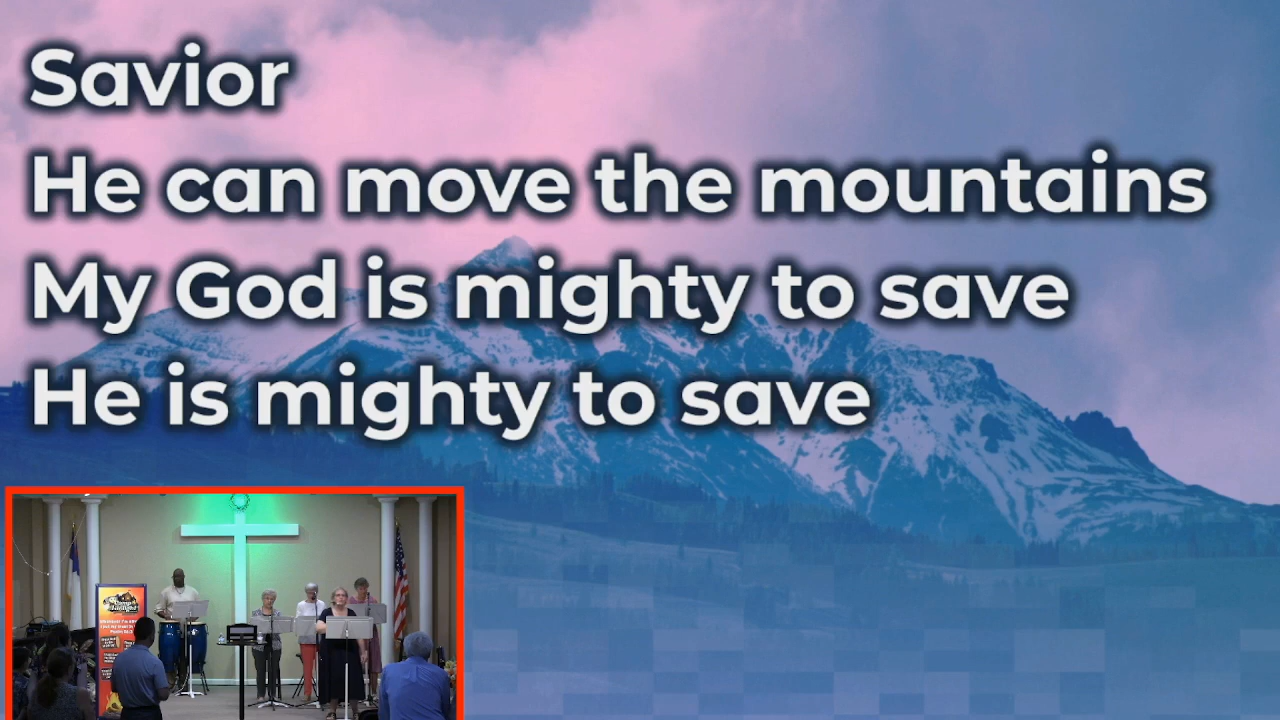 Savior
He can move the mountains
My God is mighty to save
He is mighty to save